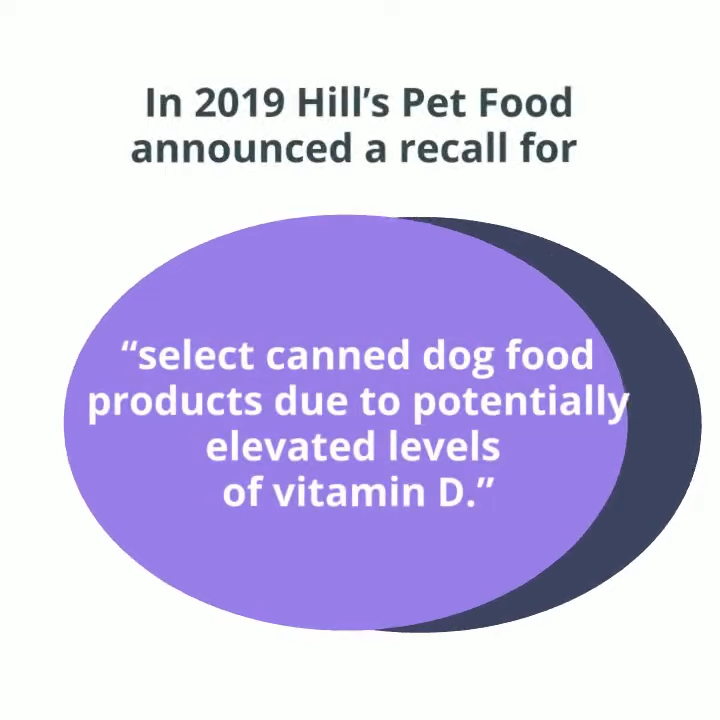 In 2019 Hill’s Pet Food
announced a recall for
“select canned dog food
products due to potentially
elevated levels
of vitamin D.”